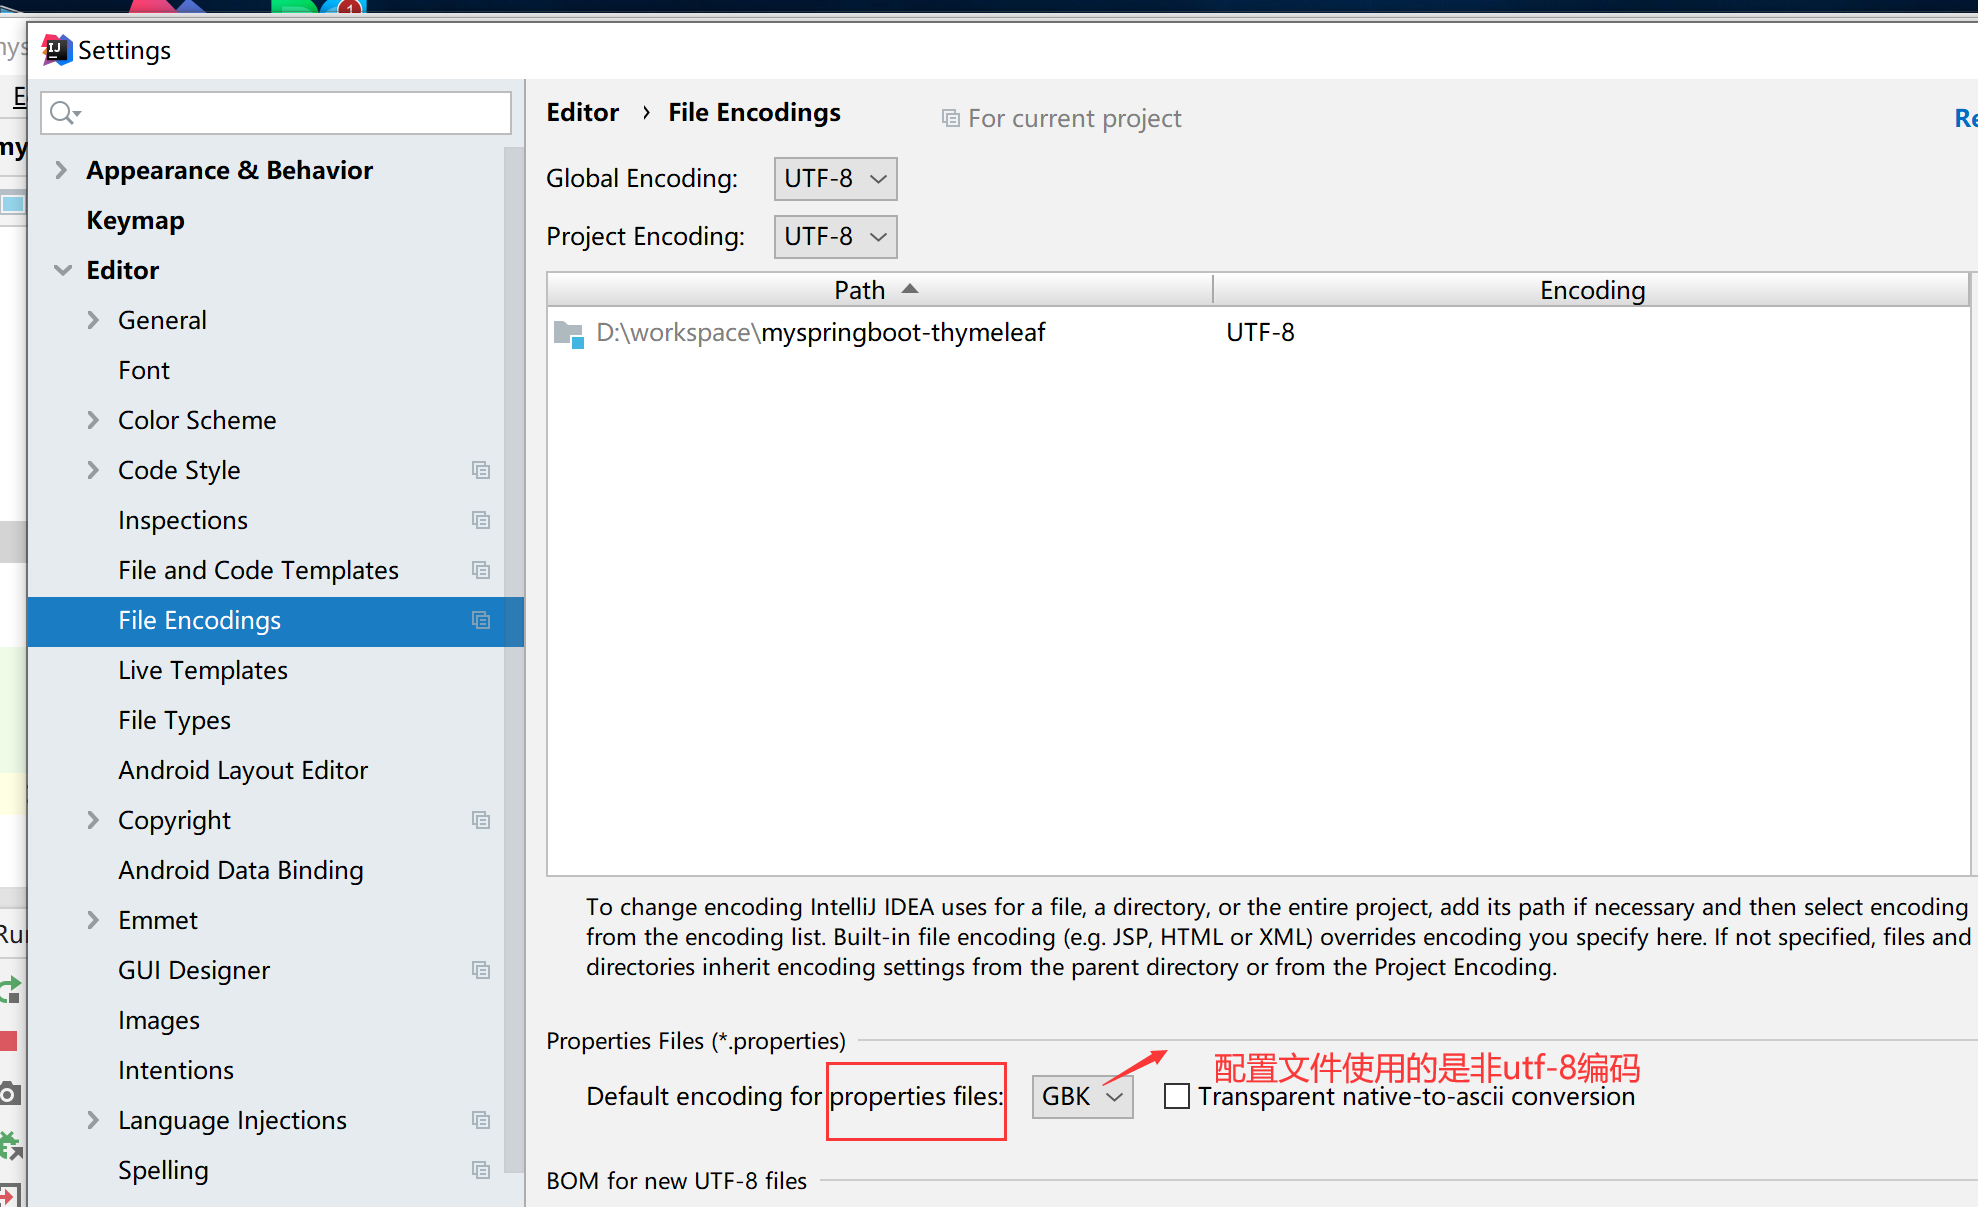 Settings
Editor › File Encodings
For current project
Global Encoding: UTF-8
Project Encoding: UTF-8
Path
Encoding
D:\workspace\myspringboot-thymeleaf
UTF-8
Appearance & Behavior
Keymap
Editor
General
Font
Color Scheme
Code Style
Inspections
File and Code Templates
File Encodings
Live Templates
File Types
Android Layout Editor
Copyright
Android Data Binding
Emmet
GUI Designer
Images
Intentions
Language Injections
Spelling
To change encoding IntelliJ IDEA uses for a file, a directory, or the entire project, add its path if necessary and then select encoding
from the encoding list. Built-in file encoding (e.g. JSP, HTML or XML) overrides encoding you specify here. If not specified, files and
directories inherit encoding settings from the parent directory or from the Project Encoding.
Properties Files (*.properties)
配置文件使用的是非utf-8编码
Default encoding for properties files: GBK Transparent native-to-ascii conversion
BOM for new UTF-8 files